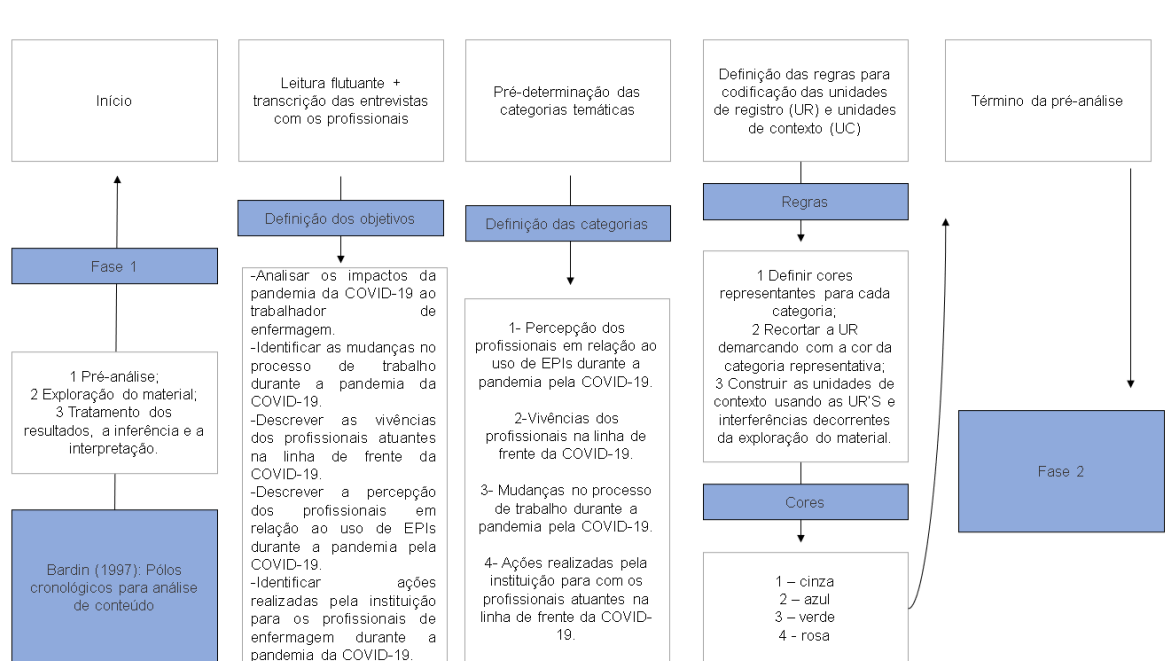 Início
Fase 1
1 Pré-análise;
2 Exploração do material;
3 Tratamento dos
resultados, a inferência e a
interpretação.
Bardin (1997): Pólos
cronológicos para análise
de conteúdo
Leitura flutuante +
transcrição das entrevistas
com os profissionais
Definição dos objetivos
-Analisar os impactos da
pandemia da COVID-19 ao
trabalhador de
enfermagem.
-Identificar as mudanças no
processo de trabalho
durante a pandemia da
COVID-19.
-Descrever as vivências
dos profissionais atuantes
na linha de frente da
COVID-19.
-Descrever a percepção
dos profissionais em
relação ao uso de EPIs
durante a pandemia pela
COVID-19.
-Identificar ações
realizadas pela instituição
para os profissionais de
enfermagem durante a
pandemia da COVID-19.
Pré-determinação das
categorias temáticas
Definição das categorias
1- Percepção dos
profissionais em relação ao
uso de EPIs durante a
pandemia pela COVID-19.
2-Vivências dos
profissionais na linha de
frente da COVID-19.
3- Mudanças no processo
de trabalho durante a
pandemia pela COVID-19.
4- Ações realizadas pela
instituição para com os
profissionais atuantes na
linha de frente da COVID-
19.
Definição das regras para
codificação das unidades
de registro (UR) e unidades
de contexto (UC)
Regras
1 Definir cores
representantes para cada
categoria;
2 Recortar a UR
demarcando com a cor da
categoria representativa;
3 Construir as unidades de
contexto usando as UR'S e
interferências decorrentes
da exploração do material.
Cores
1 – cinza
2 – azul
3 – verde
4 - rosa
Término da pré-análise
Fase 2